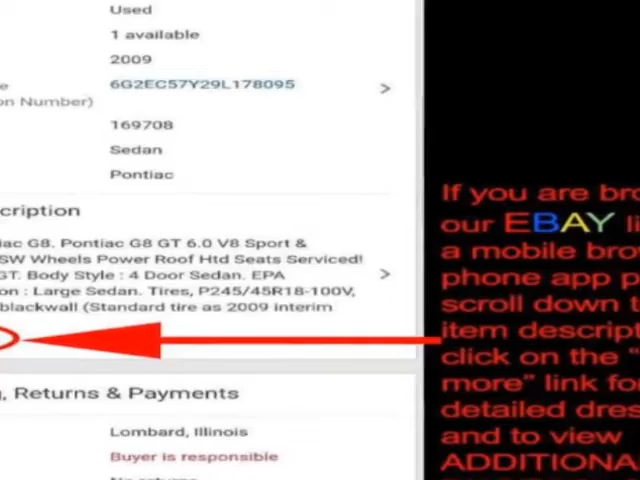 Used
1 available
2009
6G2EC57Y29L178095
on Number)
169708
Sedan
Pontiac
cription
iac G8. Pontiac G8 GT 6.0 V8 Sport &
SW Wheels Power Roof Htd Seats Serviced!
GT. Body Style : 4 Door Sedan. EPA
on : Large Sedan. Tires, P245/45R18-100V,
blackwall (Standard tire as 2009 interim
, Returns & Payments
Lombard, Illinois
Buyer is responsible
If you are bro
our EBAY li
a mobile brow
phone app p
scroll down t
item descript
click on the "
more" link for
detailed dres
and to view
ADDITIONA